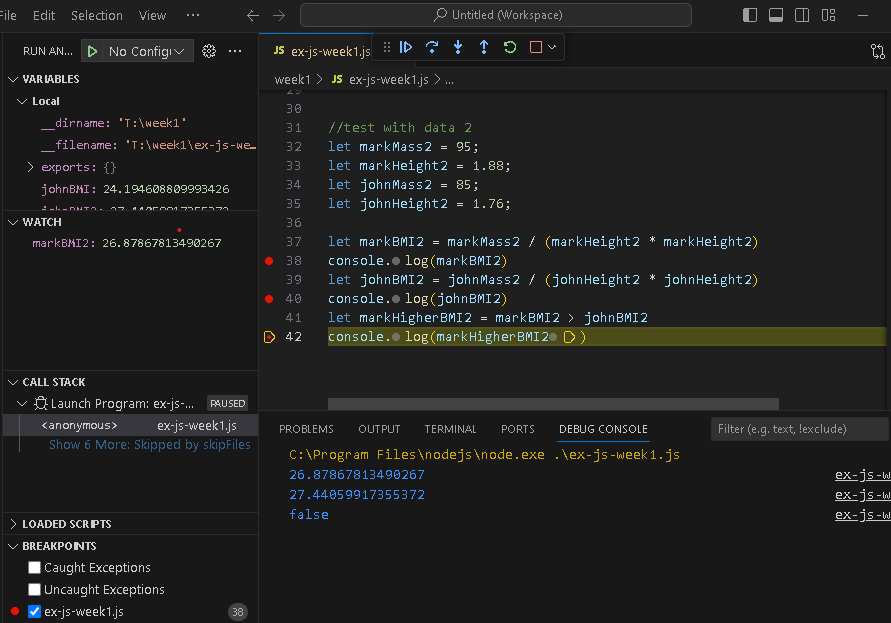 File Edit Selection View ··· Untitled (Workspace)
RUN AN... No Config
VARIABLES
Local
__dirname: 'T:\week1'
__filename: 'T:\week1\ex-js-we…
exports: {}
johnBMI: 24.194608809993426
johnBMI2: 27.44059917355372
WATCH
markBMI2: 26.87867813490267
CALL STACK
Launch Program: ex-js-... PAUSED
<anonymous> ex-js-week1.js
Show 6 More: Skipped by skipFiles
LOADED SCRIPTS
BREAKPOINTS
Caught Exceptions
Uncaught Exceptions
ex-js-week1.js 38
JS ex-js-week1.js
week1 > JS ex-js-week1.js > ...
29
30
31 //test with data 2
32 let markMass2 = 95;
33 let markHeight2 = 1.88;
34 let johnMass2 = 85;
35 let johnHeight2 = 1.76;
36
37 let markBMI2 = markMass2 / (markHeight2 * markHeight2)
38 console.log(markBMI2)
39 let johnBMI2 = johnMass2 / (johnHeight2 * johnHeight2)
40 console.log(johnBMI2)
41 let markHigherBMI2 = markBMI2 > johnBMI2
42 console.log(markHigherBMI2)
PROBLEMS OUTPUT TERMINAL PORTS DEBUG CONSOLE Filter (e.g. text, !exclude)
C:\Program Files\nodejs\node.exe .\ex-js-week1.js
26.87867813490267 ex-js-w
27.44059917355372 ex-js-w
false ex-js-w